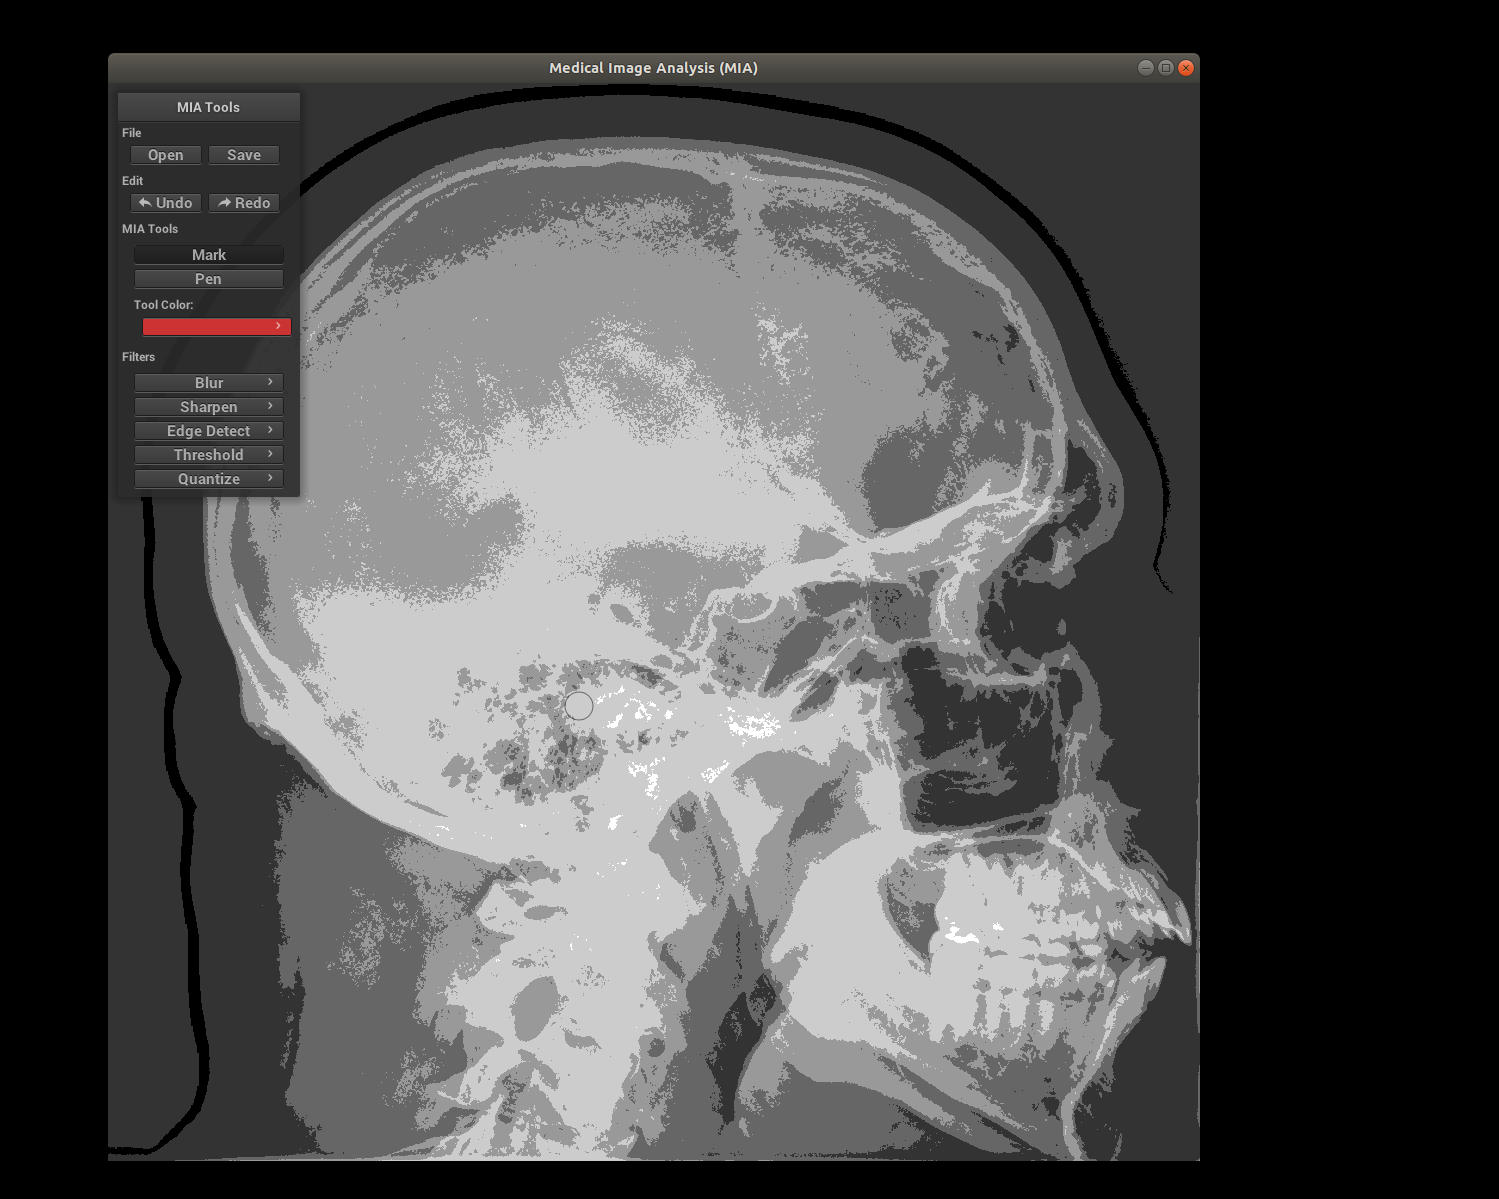 Medical Image Analysis (MIA)
MIA Tools
File
Open Save
Edit
Undo Redo
MIA Tools
Mark
Pen
Tool Color:
Filters
Blur
Sharpen
Edge Detect
Threshold
Quantize